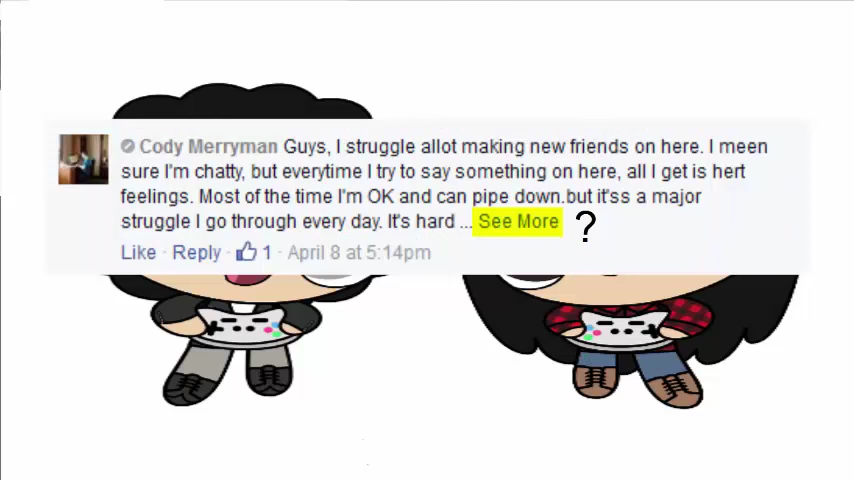 Cody Merryman Guys, I struggle allot making new friends on here. I meen
sure I'm chatty, but everytime I try to say something on here, all I get is hert
feelings. Most of the time I'm OK and can pipe down.but it'ss a major
struggle I go through every day. It's hard ... See More ?
Like · Reply · 1 · April 8 at 5:14pm